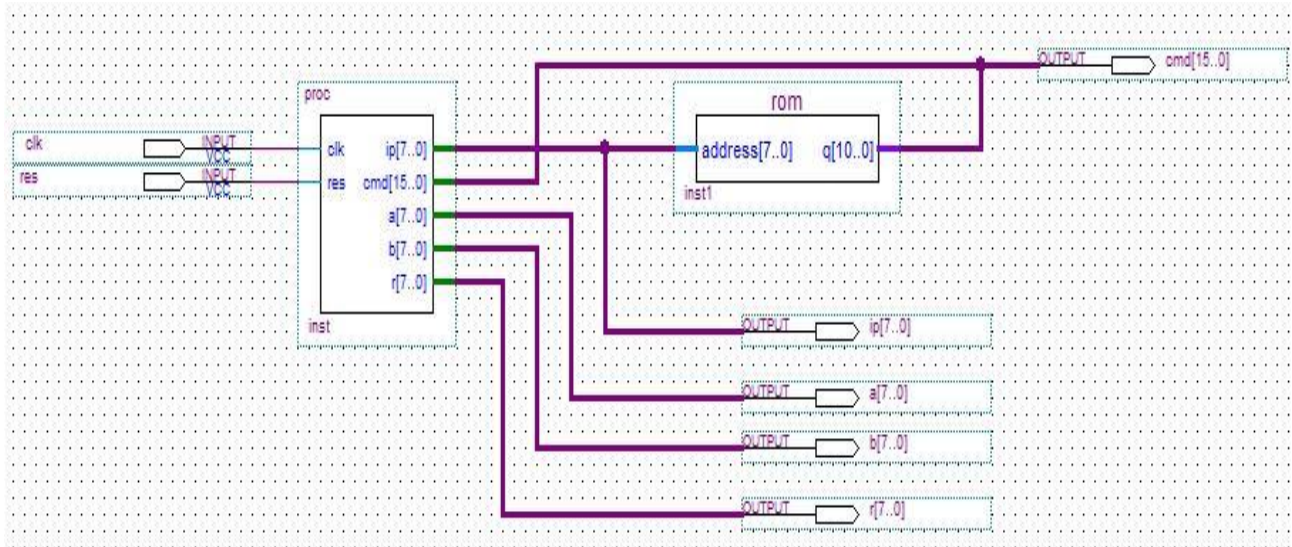 OUTPUT cmd[15..0]
proc
rom
clk INPUT
VCC
clk ip[7..0]
address[7..0] q[10..0]
res INPUT
VCC
res cmd[15..0]
inst1
a[7..0]
b[7..0]
r[7..0]
inst
OUTPUT ip[7..0]
OUTPUT a[7..0]
OUTPUT b[7..0]
OUTPUT r[7..0]